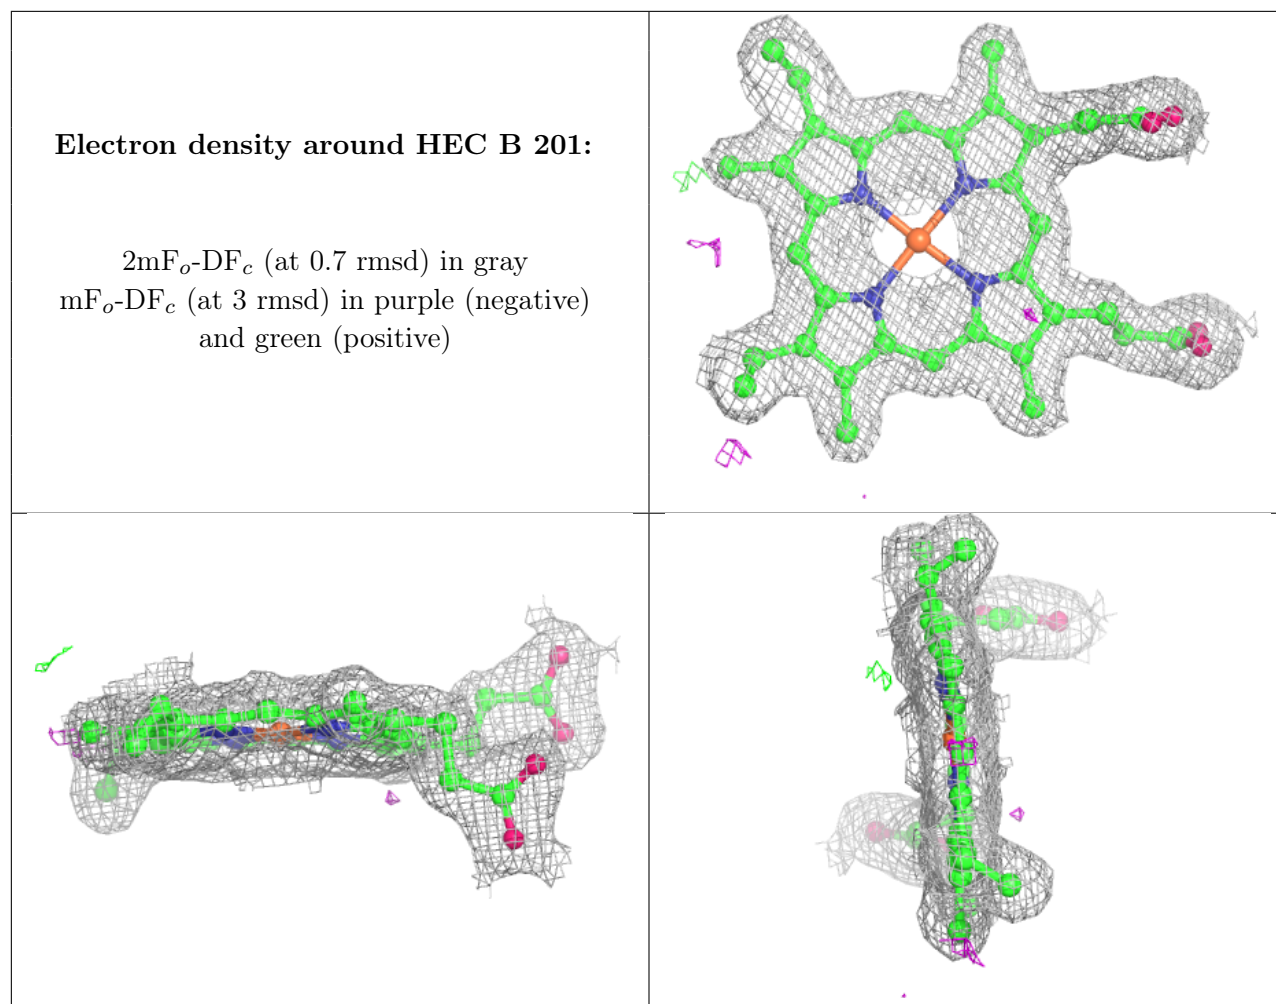 Electron density around HEC B 201:
2mFo-DFc (at 0.7 rmsd) in gray
mFo-DFc (at 3 rmsd) in purple (negative)
and green (positive)